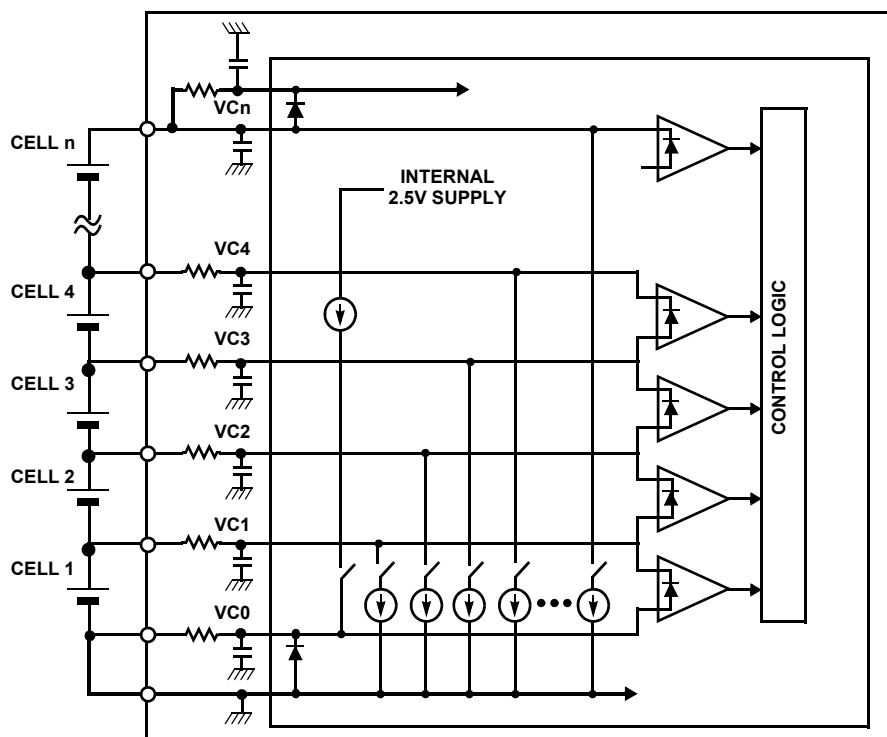 VCn
CELL n
INTERNAL
2.5V SUPPLY
VC4
CELL 4
VC3
CELL 3
VC2
CELL 2
VC1
CELL 1
VC0
CONTROL LOGIC